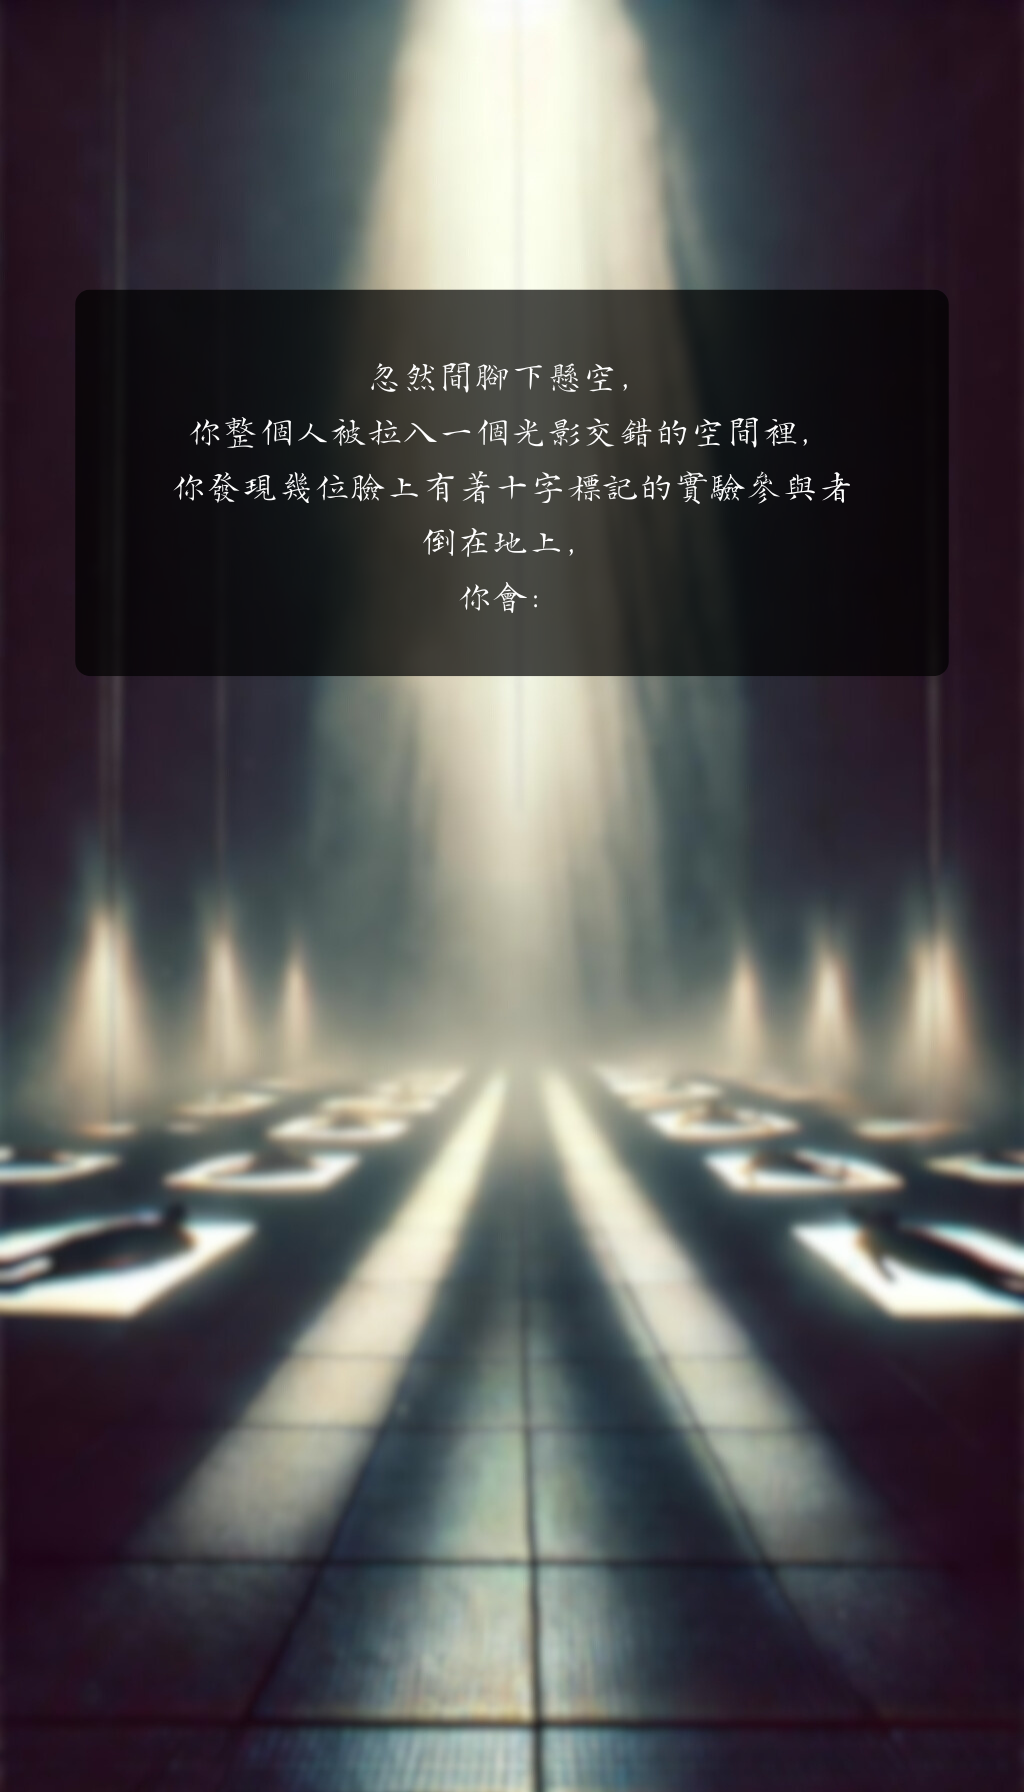 忽然間腳下懸空,
你整個人被拉入一個光影交錯的空間裡,
你發現幾位臉上有著十字標記的實驗參與者
倒在地上,
你會: